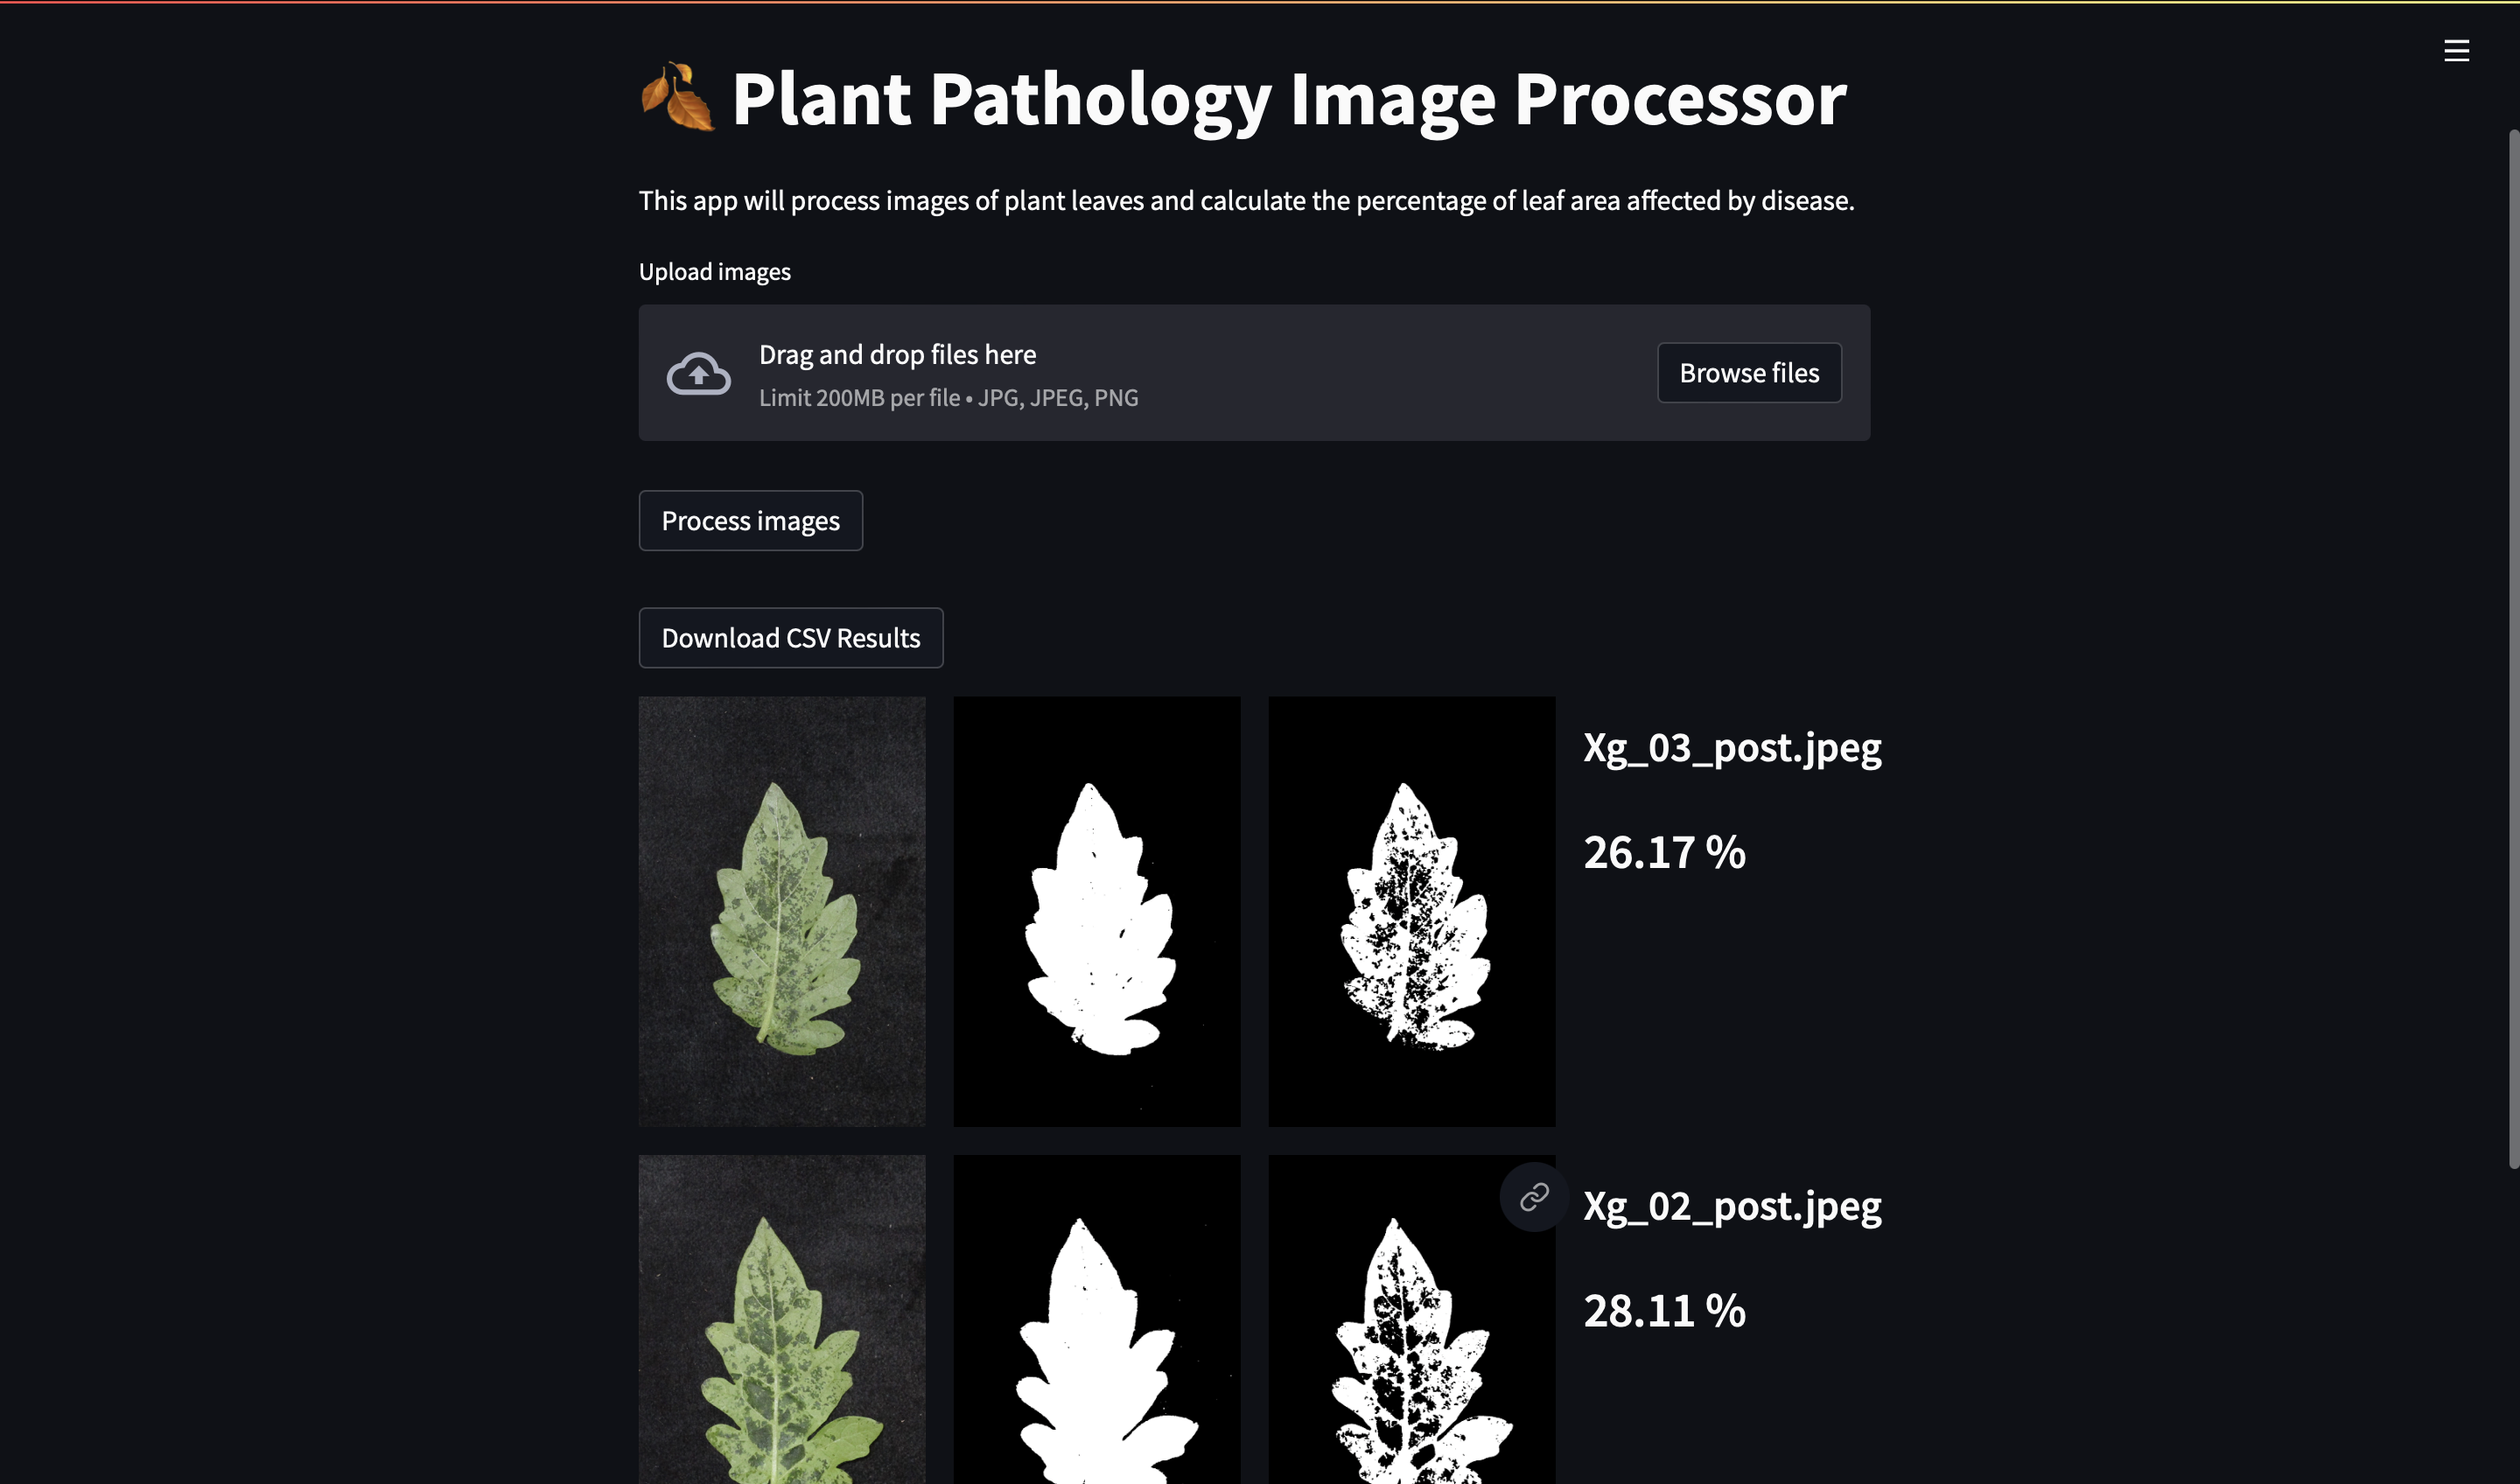 Plant Pathology Image Processor
This app will process images of plant leaves and calculate the percentage of leaf area affected by disease.
Upload images
Drag and drop files here
Limit 200MB per file • JPG, JPEG, PNG
Browse files
Process images
Download CSV Results
Xg_03_post.jpeg
26.17 %
Xg_02_post.jpeg
28.11 %